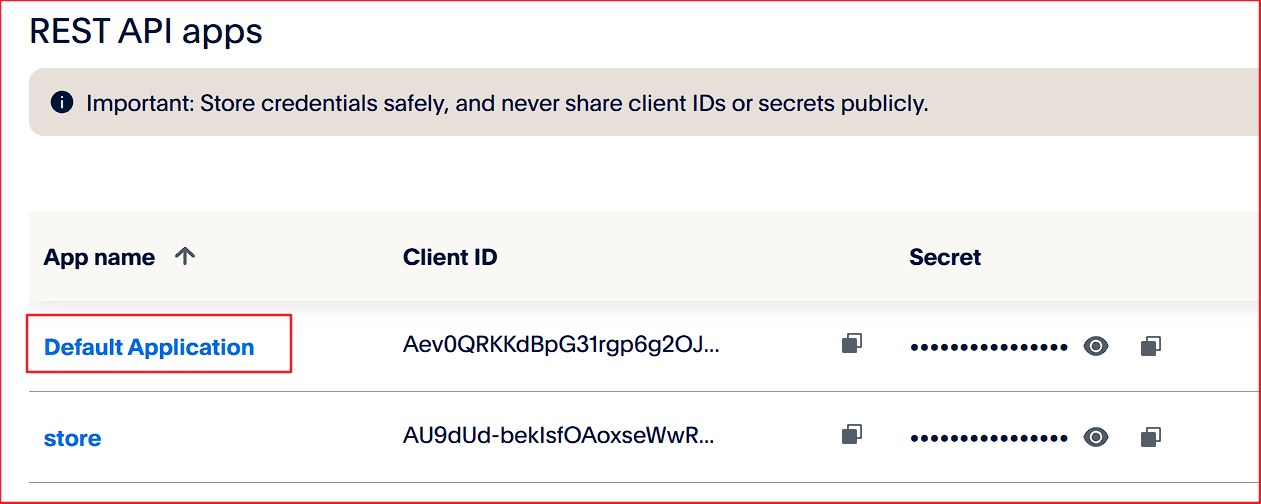 REST API apps
Important: Store credentials safely, and never share client IDs or secrets publicly.
App name Client ID Secret
Default Application Aev0QRKKdBpG31rgp6g2OJ... ••••••••••••••••
store AU9dUd-bekIsfOAoxseWwR... ••••••••••••••••